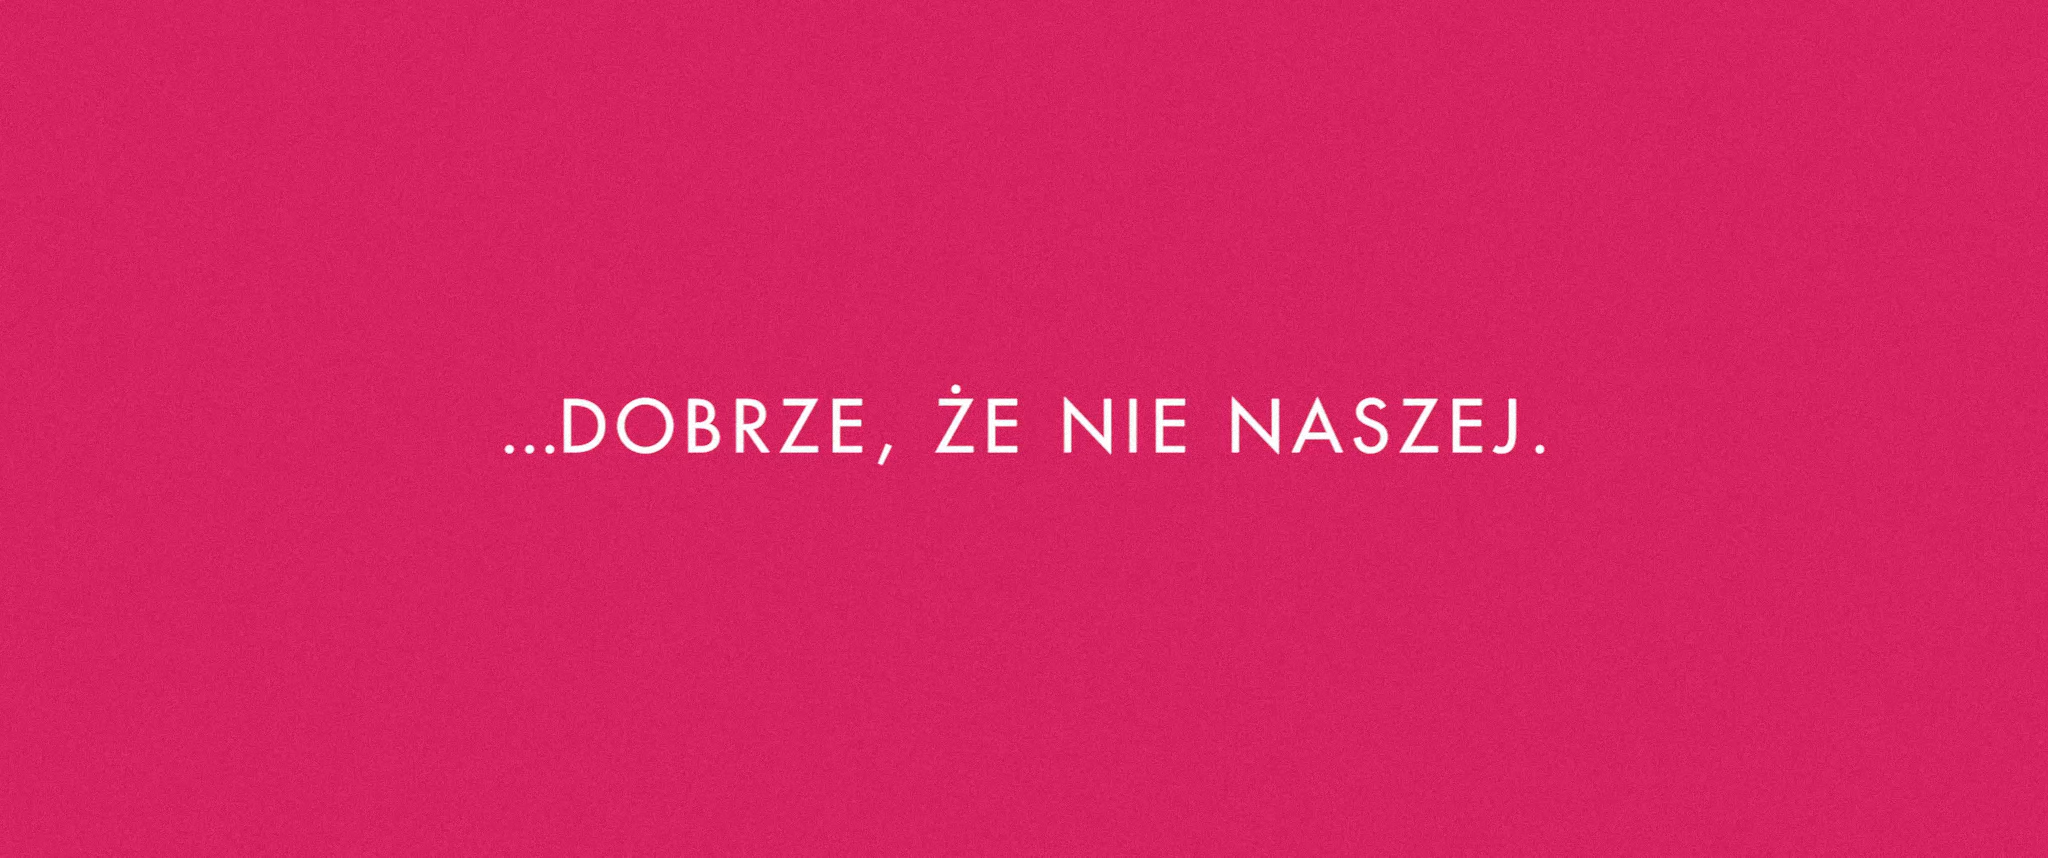 ...DOBRZE, ŻE NIE NASZEJ.